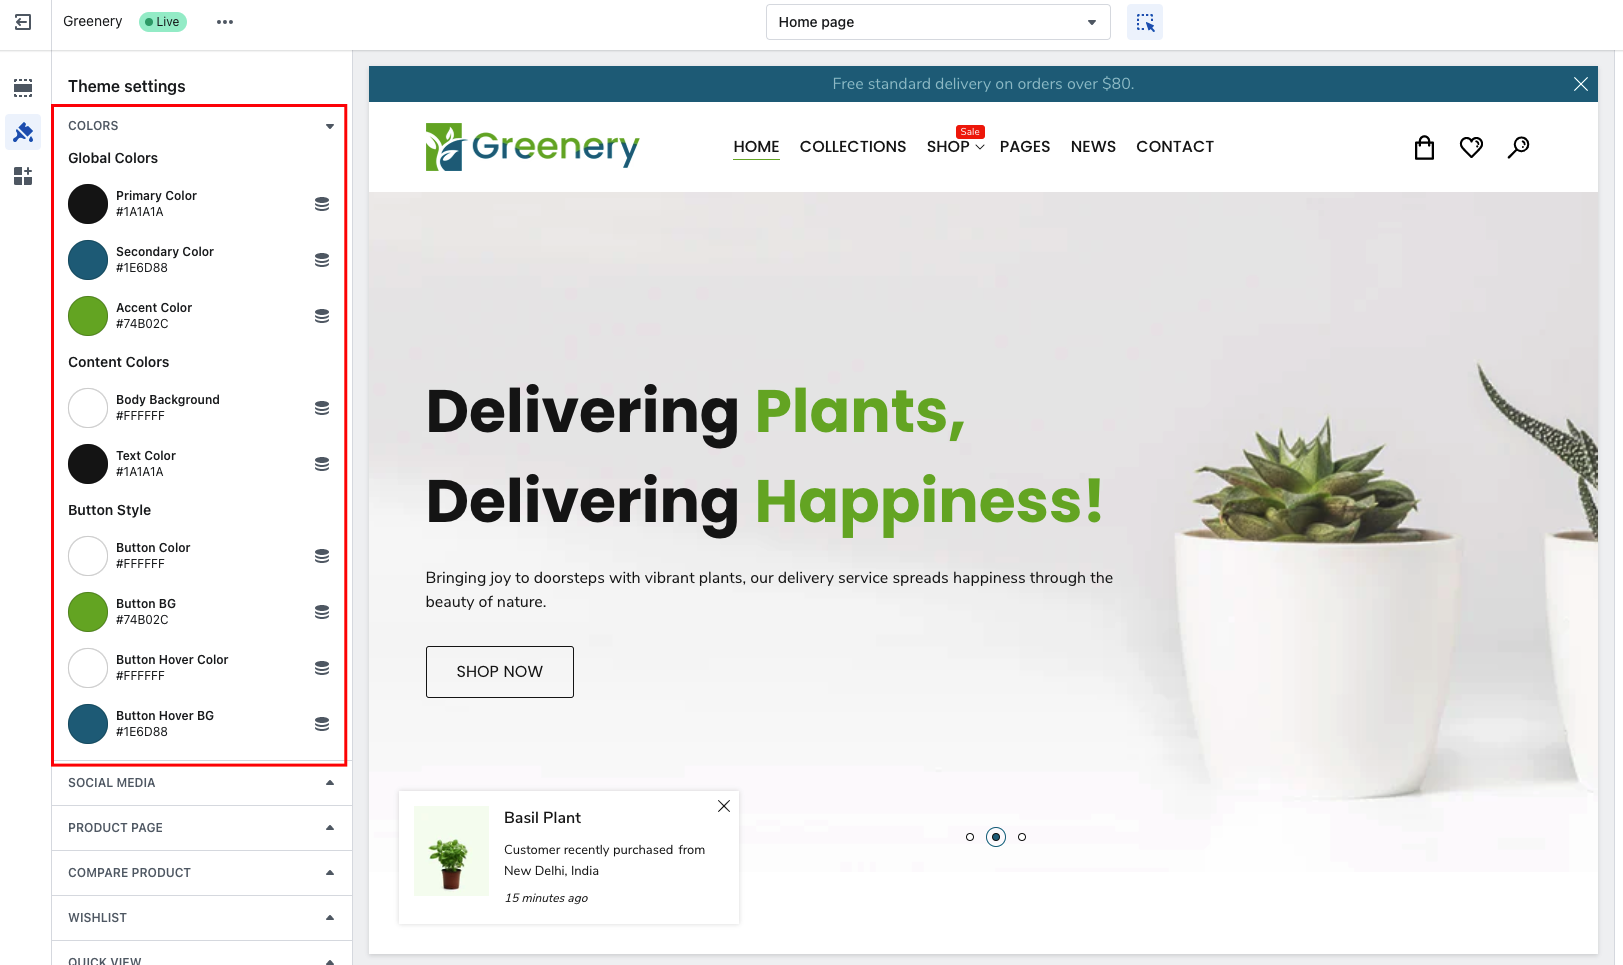 Greenery
Live
Home page
Theme settings
COLORS
Global Colors
Primary Color
#1A1A1A
Secondary Color
#1E6D88
Accent Color
#74B02C
Content Colors
Body Background
#FFFFFF
Text Color
#1A1A1A
Button Style
Button Color
#FFFFFF
Button BG
#74B02C
Button Hover Color
#FFFFFF
Button Hover BG
#1E6D88
SOCIAL MEDIA
PRODUCT PAGE
COMPARE PRODUCT
WISHLIST
QUICK VIEW
Free standard delivery on orders over $80.
Greenery
HOME COLLECTIONS SHOP Sale PAGES NEWS CONTACT
Delivering Plants,
Delivering Happiness!
Bringing joy to doorsteps with vibrant plants, our delivery service spreads happiness through the
beauty of nature.
SHOP NOW
Basil Plant
Customer recently purchased from
New Delhi, India
15 minutes ago